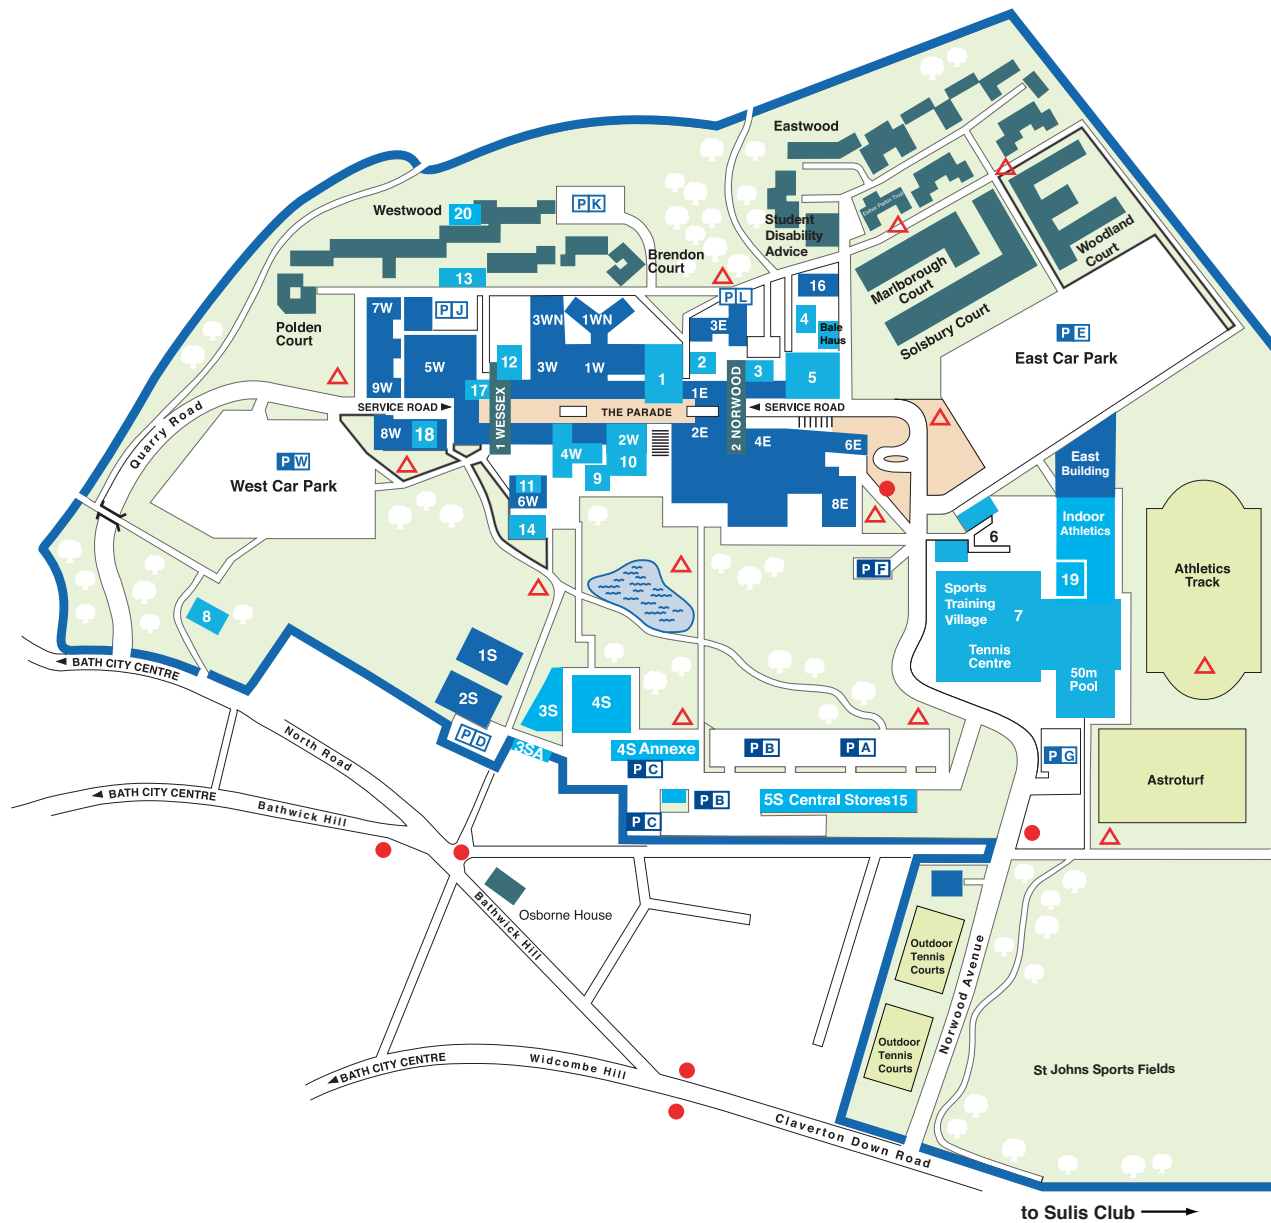 Eastwood
Westwood
20
P K
Esther Parkin Trust
Student
Disability
Advice
Woodland
Court
Brendon
Court
Marlborough
Court
13
16
P L
Polden
Court
7W
P J
3WN
1WN
3E
4
Bale
Haus
Solsbury Court
P E
East Car Park
5W
12
3W
1W
1
2
3
5
9W
17
1 WESSEX
1E
2 NORWOOD
SERVICE ROAD
THE PARADE
SERVICE ROAD
Quarry Road
8W
18
2W
2E
4E
6E
4W
10
P W
West Car Park
9
11
6W
8E
East
Building
14
6
Indoor
Athletics
P F
19
Athletics
Track
Sports
Training
Village
7
8
Tennis
Centre
1S
50m
Pool
BATH CITY CENTRE
2S
3S
4S
P D
3SA
4S Annexe
P B
P A
P G
North Road
P C
Astroturf
BATH CITY CENTRE
Bathwick Hill
P B
5S Central Stores 15
P C
Bathwick Hill
Osborne House
Outdoor
Tennis
Courts
Norwood Avenue
Outdoor
Tennis
Courts
BATH CITY CENTRE
Widcombe Hill
St Johns Sports Fields
Claverton Down Road
to Sulis Club